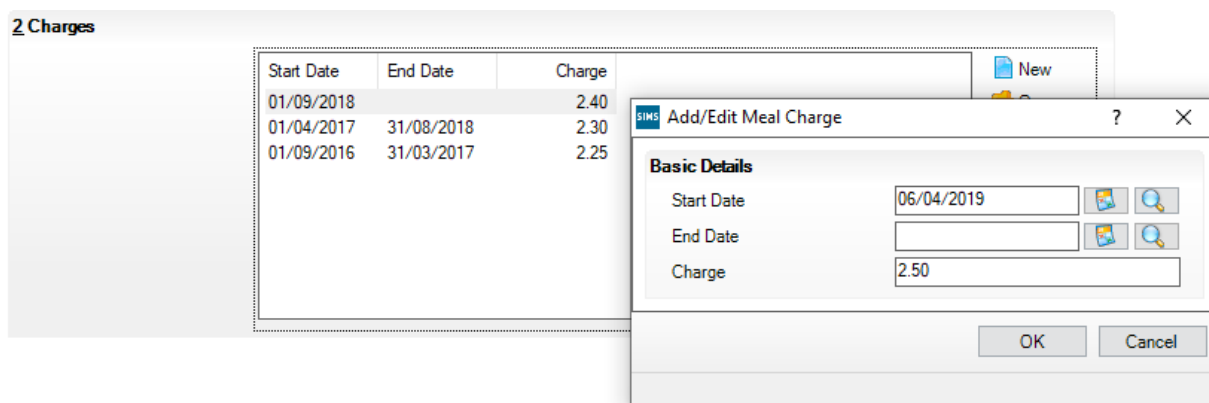 2 Charges
Start Date End Date Charge
01/09/2018 2.40
01/04/2017 31/08/2018 2.30
01/09/2016 31/03/2017 2.25
New
SIMS Add/Edit Meal Charge ?
Basic Details
Start Date 06/04/2019
End Date
Charge 2.50
OK Cancel